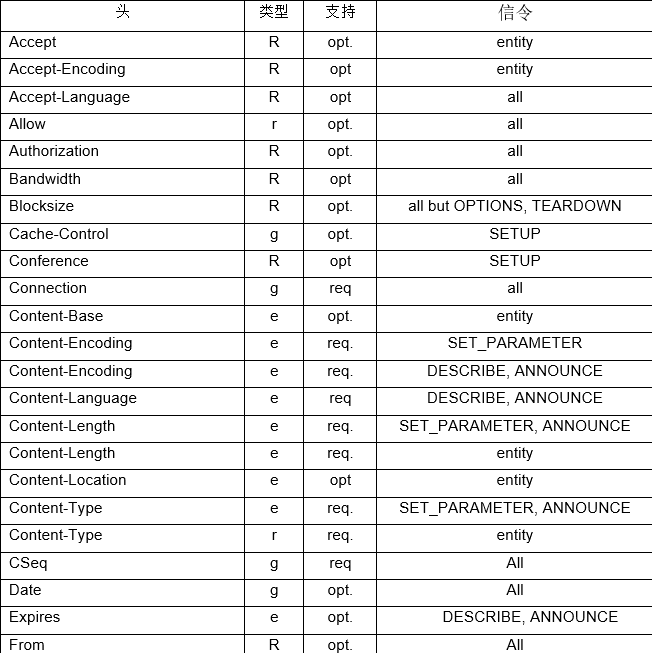 头 类型 支持 信令
Accept R opt. entity
Accept-Encoding R opt entity
Accept-Language R opt all
Allow r opt. all
Authorization R opt. all
Bandwidth R opt all
Blocksize R opt. all but OPTIONS, TEARDOWN
Cache-Control g opt. SETUP
Conference R opt SETUP
Connection g req all
Content-Base e opt. entity
Content-Encoding e req. SET_PARAMETER
Content-Encoding e req. DESCRIBE, ANNOUNCE
Content-Language e req DESCRIBE, ANNOUNCE
Content-Length e req. SET_PARAMETER, ANNOUNCE
Content-Length e req. entity
Content-Location e opt entity
Content-Type e req. SET_PARAMETER, ANNOUNCE
Content-Type r req. entity
CSeq g req All
Date g opt. All
Expires e opt. DESCRIBE, ANNOUNCE
From R opt. All